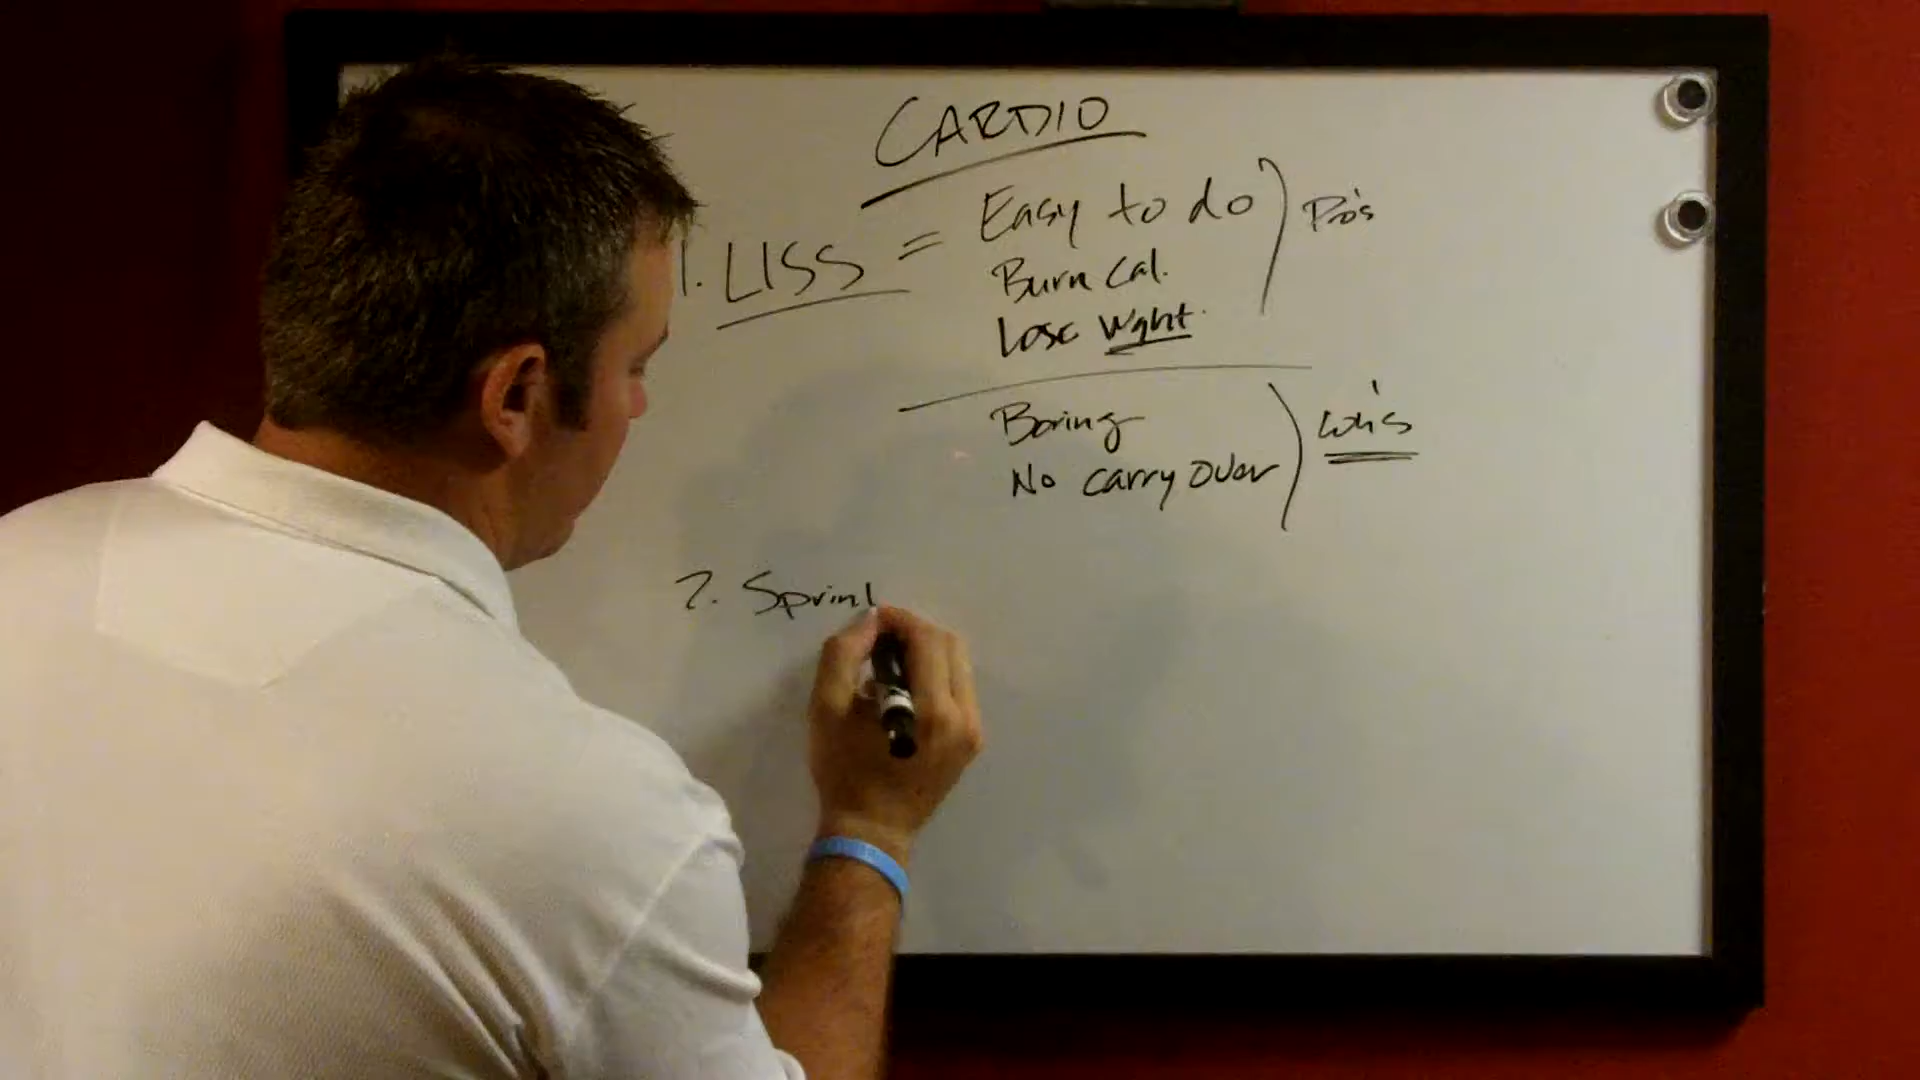 CARDIO
1. LISS = Easy to do
Burn Cal.
Lose Wght.
Pro's
Boring
No carry over
Con's
2. Sprint